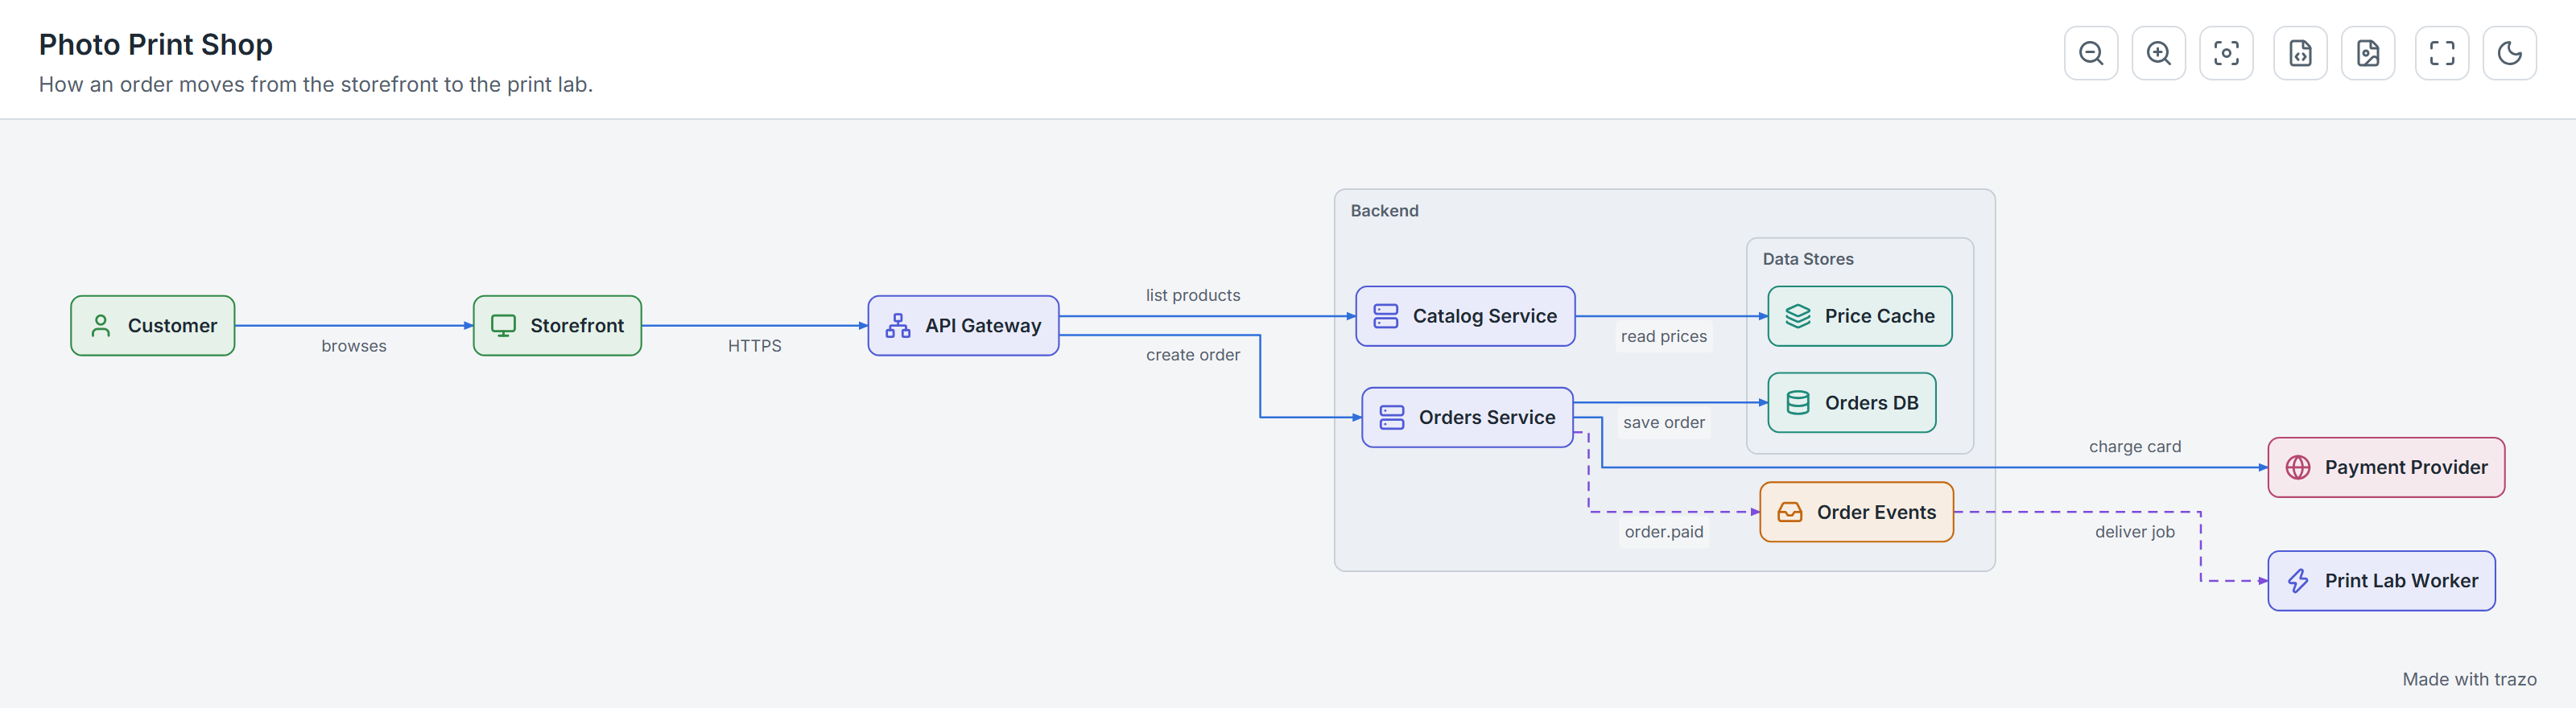 Photo Print Shop
How an order moves from the storefront to the print lab.
Backend
Data Stores
Customer
browses
Storefront
HTTPS
API Gateway
list products
create order
Catalog Service
read prices
Price Cache
Orders Service
save order
Orders DB
charge card
Payment Provider
order.paid
Order Events
deliver job
Print Lab Worker
Made with trazo